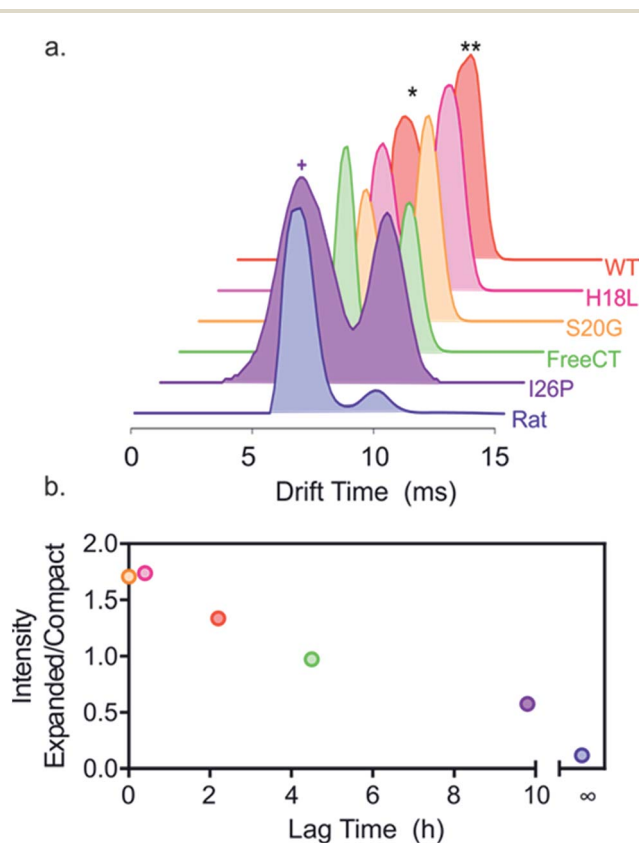 a.
**
*
+
WT
H18L
S20G
FreeCT
I26P
Rat
0 5 10 15
Drift Time (ms)
b.
Intensity
Expanded/Compact
2.0
1.5
1.0
0.5
0.0
0 2 4 6 8 10 ∞
Lag Time (h)